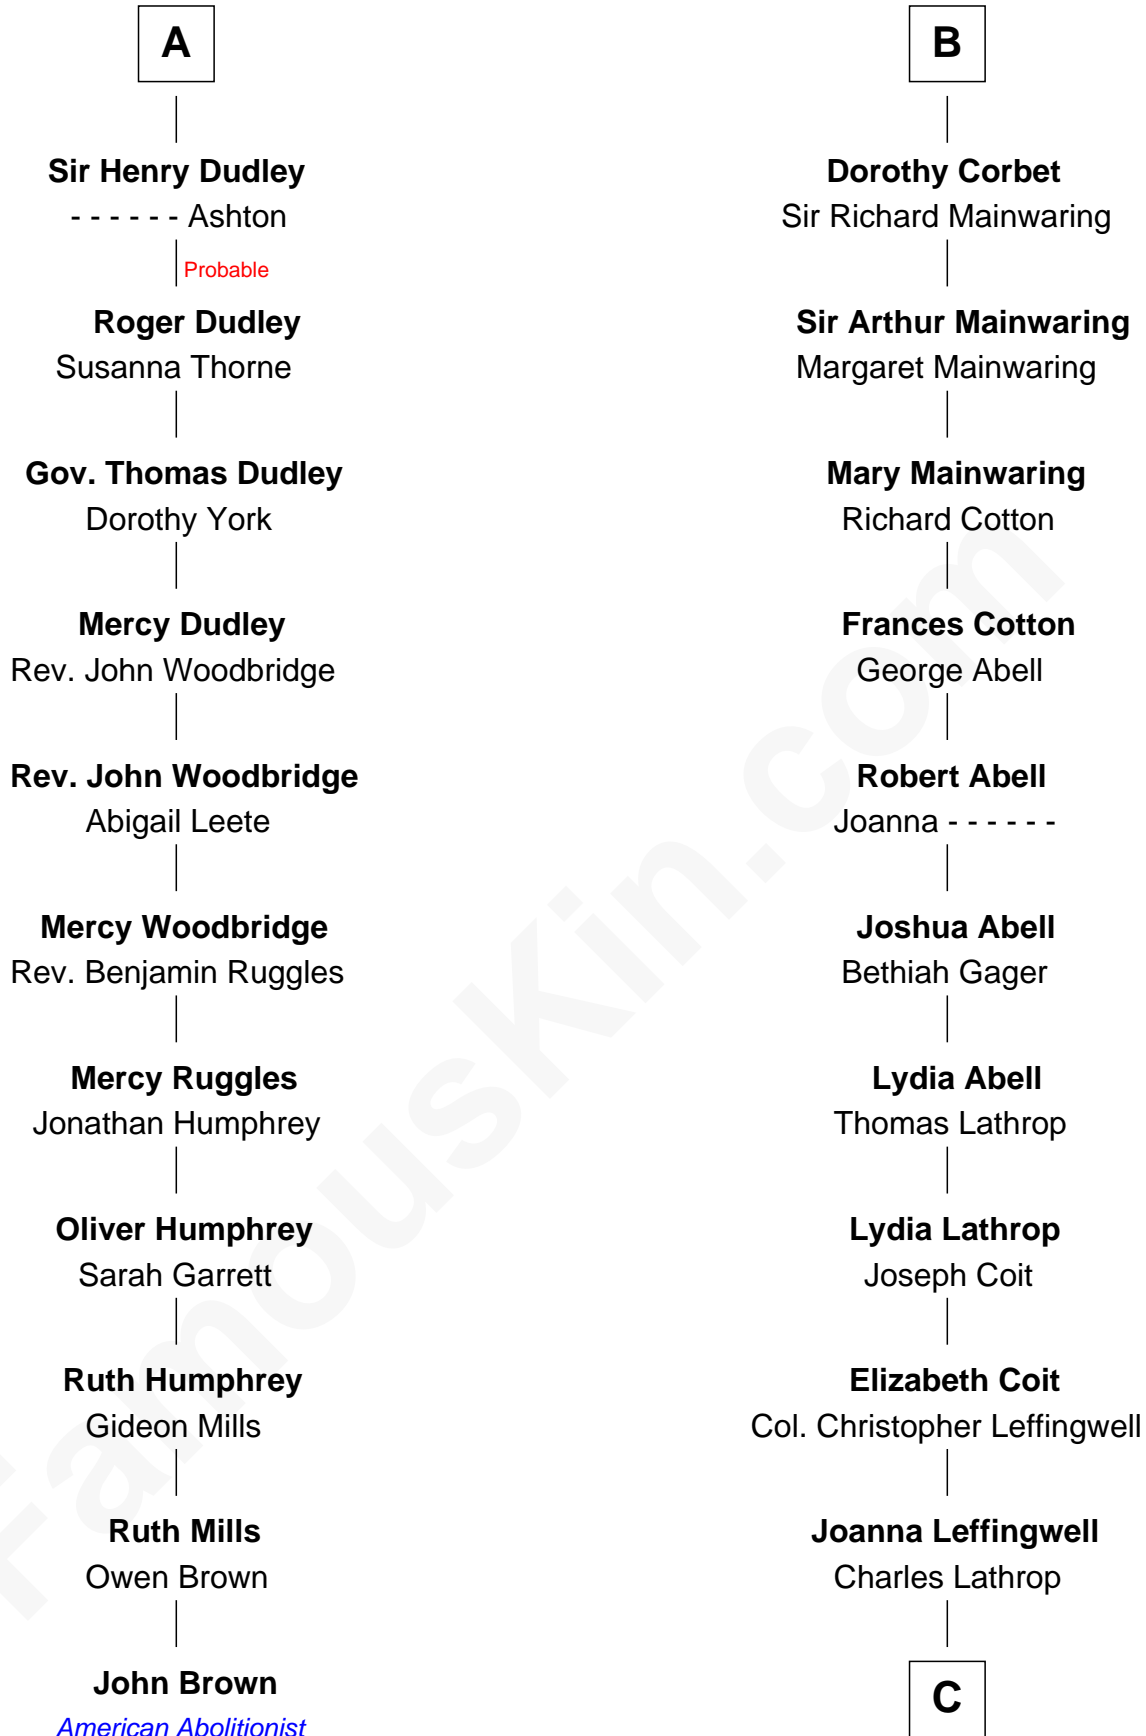 A
Sir Henry Dudley
- - - - - - Ashton
Probable
Roger Dudley
Susanna Thorne
Gov. Thomas Dudley
Dorothy York
Mercy Dudley
Rev. John Woodbridge
Rev. John Woodbridge
Abigail Leete
Mercy Woodbridge
Rev. Benjamin Ruggles
Mercy Ruggles
Jonathan Humphrey
Oliver Humphrey
Sarah Garrett
Ruth Humphrey
Gideon Mills
Ruth Mills
Owen Brown
John Brown
American Abolitionist
B
Dorothy Corbet
Sir Richard Mainwaring
Sir Arthur Mainwaring
Margaret Mainwaring
Mary Mainwaring
Richard Cotton
Frances Cotton
George Abell
Robert Abell
Joanna - - - - - -
Joshua Abell
Bethiah Gager
Lydia Abell
Thomas Lathrop
Lydia Lathrop
Joseph Coit
Elizabeth Coit
Col. Christopher Leffingwell
Joanna Leffingwell
Charles Lathrop
C
FamousKin.com